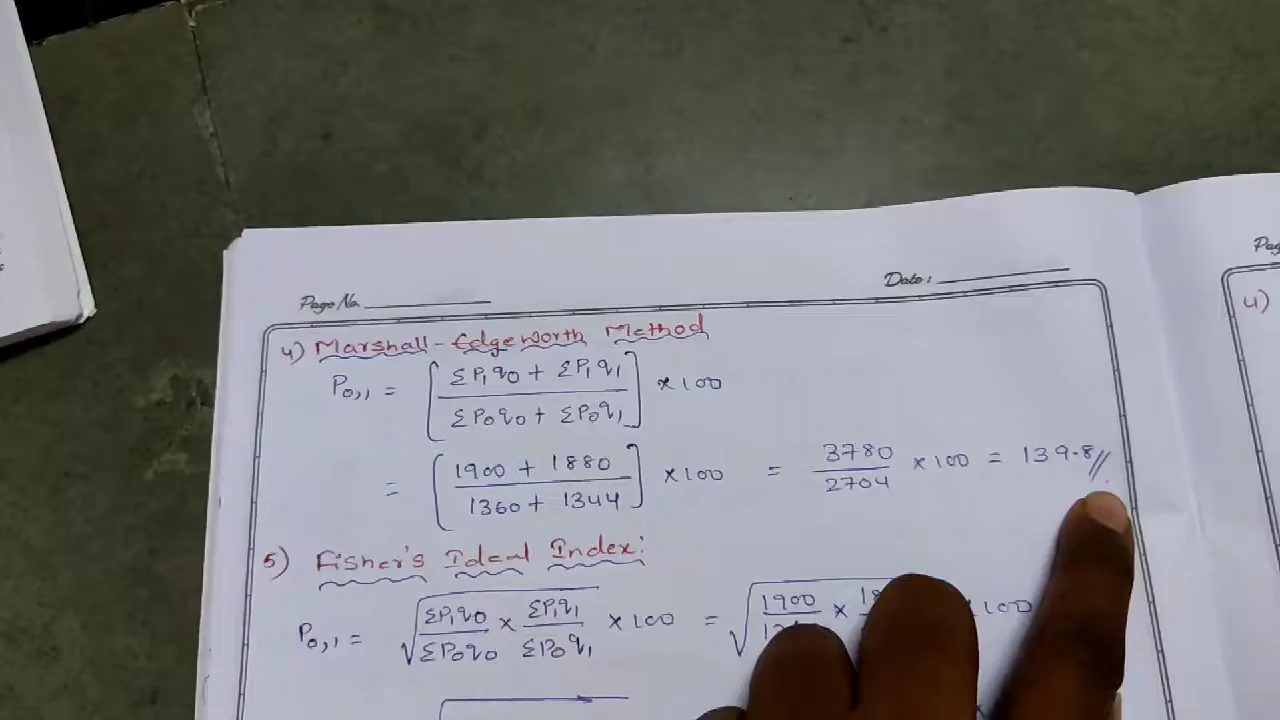 Page No.
Date:
4) Marshall-Edgeworth Method
P0,1 = [ΣP1q0 + ΣP1q1 / ΣP0q0 + ΣP0q1] × 100
= [1900 + 1880 / 1360 + 1344] × 100 = 3780 / 2704 × 100 = 139.8//
5) Fisher's Ideal Index:
P0,1 = √ΣP1q0 / ΣP0q0 × ΣP1q1 / ΣP0q1 × 100 = √1900 × × 100
4)